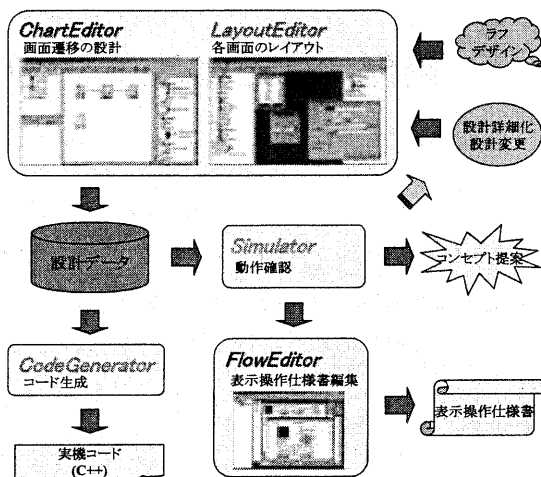 ChartEditor
画面遷移の設計
LayoutEditor
各画面のレイアウト
ラフ
デザイン
設計詳細化
設計変更
設計データ
Simulator
動作確認
コンセプト提案
CodeGenerator
コード生成
FlowEditor
表示操作仕様書編集
表示操作仕様書
実機コード
(C++)